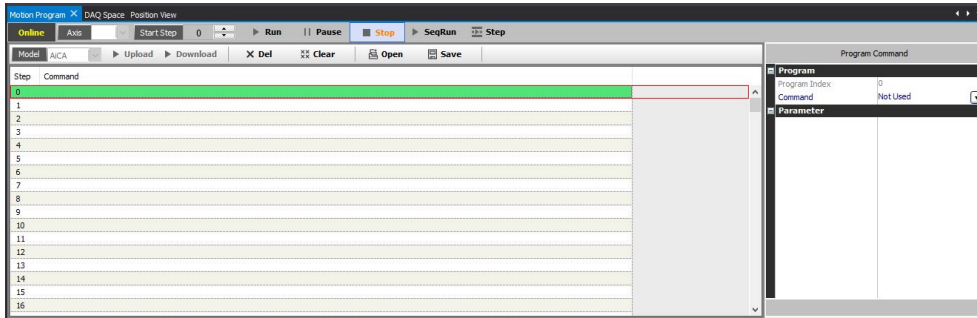 Motion Program DAQ Space Position View
Online Axis Start Step 0 Run Pause Stop SeqRun Step
Model AiCA Upload Download Del Clear Open Save
Program Command
Step Command
Program
0
Program Index 0
1
Command Not Used
2
Parameter
3
4
5
6
7
8
9
10
11
12
13
14
15
16